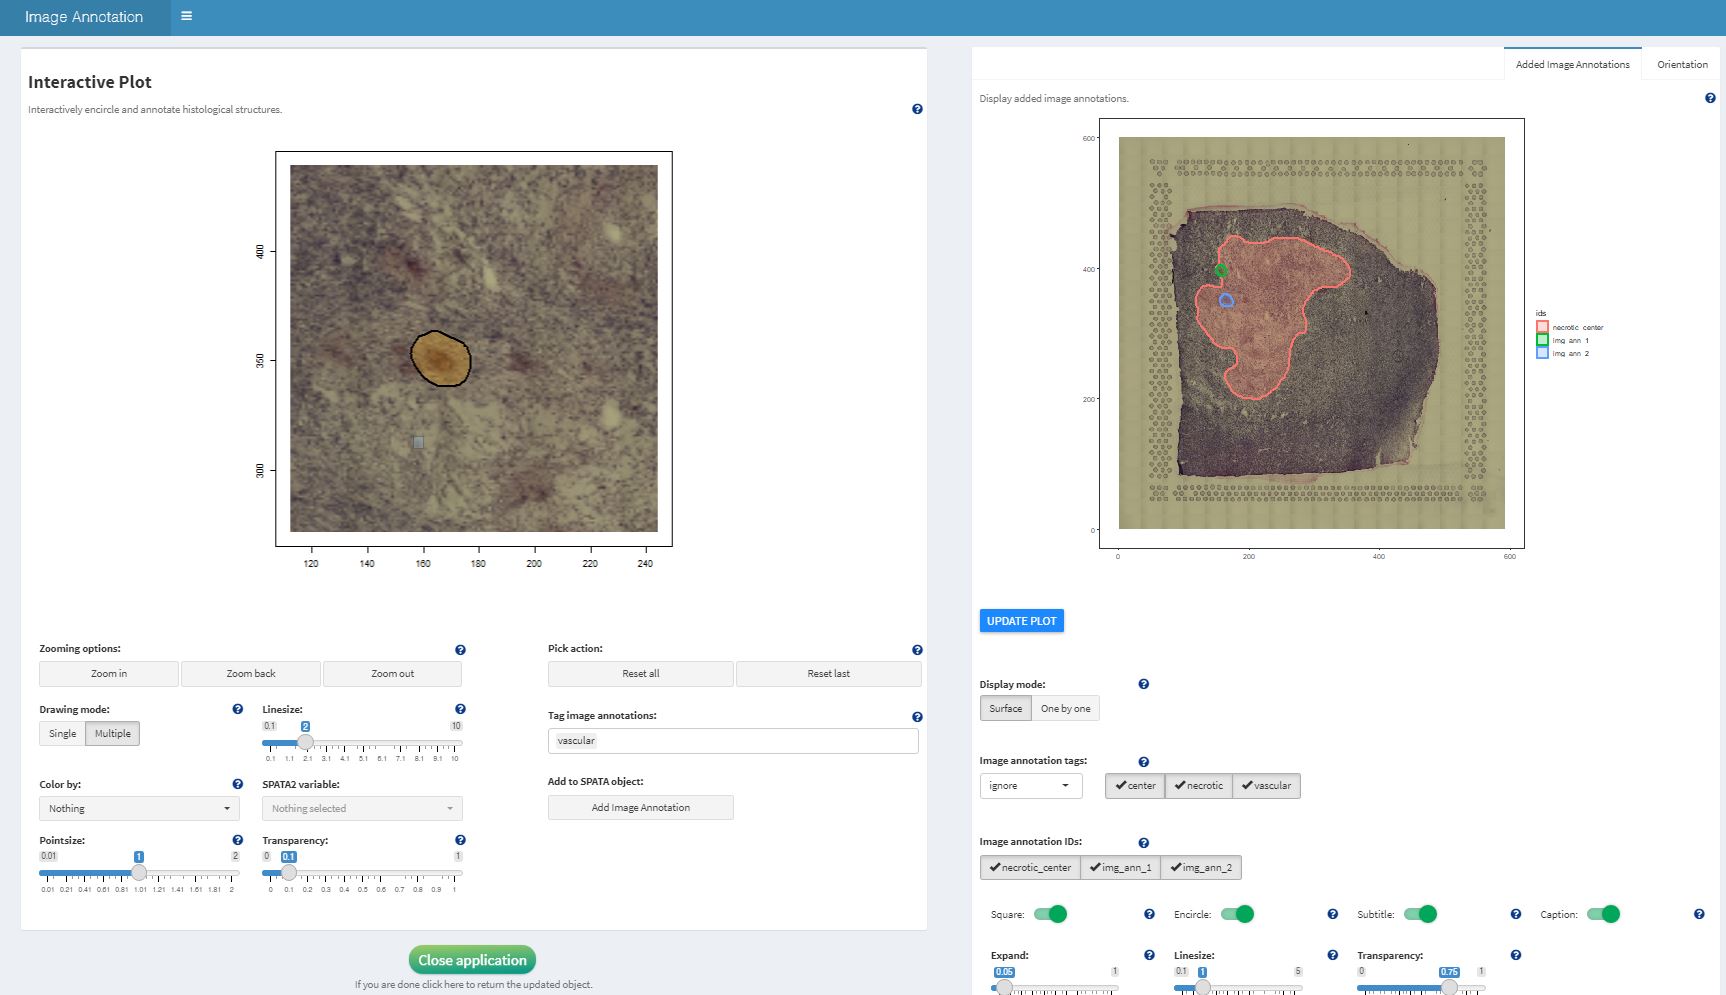 Image Annotation
Interactive Plot
Interactively encircle and annotate histological structures.
400
350
300
120 140 160 180 200 220 240
Zooming options:
Zoom in Zoom back Zoom out
Drawing mode:
Single Multiple
Linesize:
0.1 2 10
0.1 1.1 2.1 3.1 4.1 5.1 6.1 7.1 8.1 9.1 10
Color by:
Nothing
SPATA2 variable:
Nothing selected
Pointsize:
0.01 1 2
0.01 0.21 0.41 0.61 0.81 1.01 1.21 1.41 1.61 1.81 2
Transparency:
0 0.1 1
0 0.1 0.2 0.3 0.4 0.5 0.6 0.7 0.8 0.9 1
Pick action:
Reset all Reset last
Tag image annotations:
vascular
Add to SPATA object:
Add Image Annotation
Close application
If you are done click here to return the updated object.
Added Image Annotations Orientation
Display added image annotations.
600
400
200
0
0 200 400 600
ids
necrotic_center
img_ann_1
img_ann_2
UPDATE PLOT
Display mode:
Surface One by one
Image annotation tags:
ignore center necrotic vascular
Image annotation IDs:
necrotic_center img_ann_1 img_ann_2
Square: Encircle: Subtitle: Caption:
Expand: Linesize: Transparency:
0.05 1 0.1 1 5 0 0.75 1